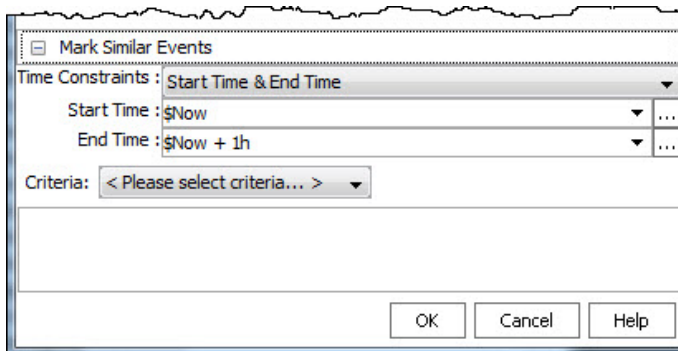 Mark Similar Events
Time Constraints : Start Time & End Time
Start Time : $Now ...
End Time : $Now + 1h ...
Criteria: < Please select criteria... >
OK Cancel Help